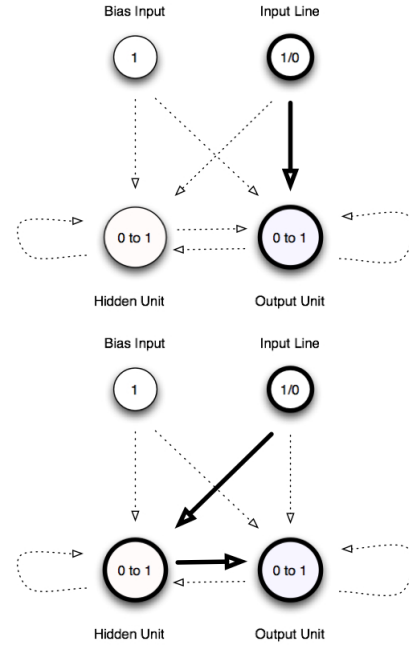 Bias Input Input Line
1 1/0
0 to 1 0 to 1
Hidden Unit Output Unit
Bias Input Input Line
1 1/0
0 to 1 0 to 1
Hidden Unit Output Unit